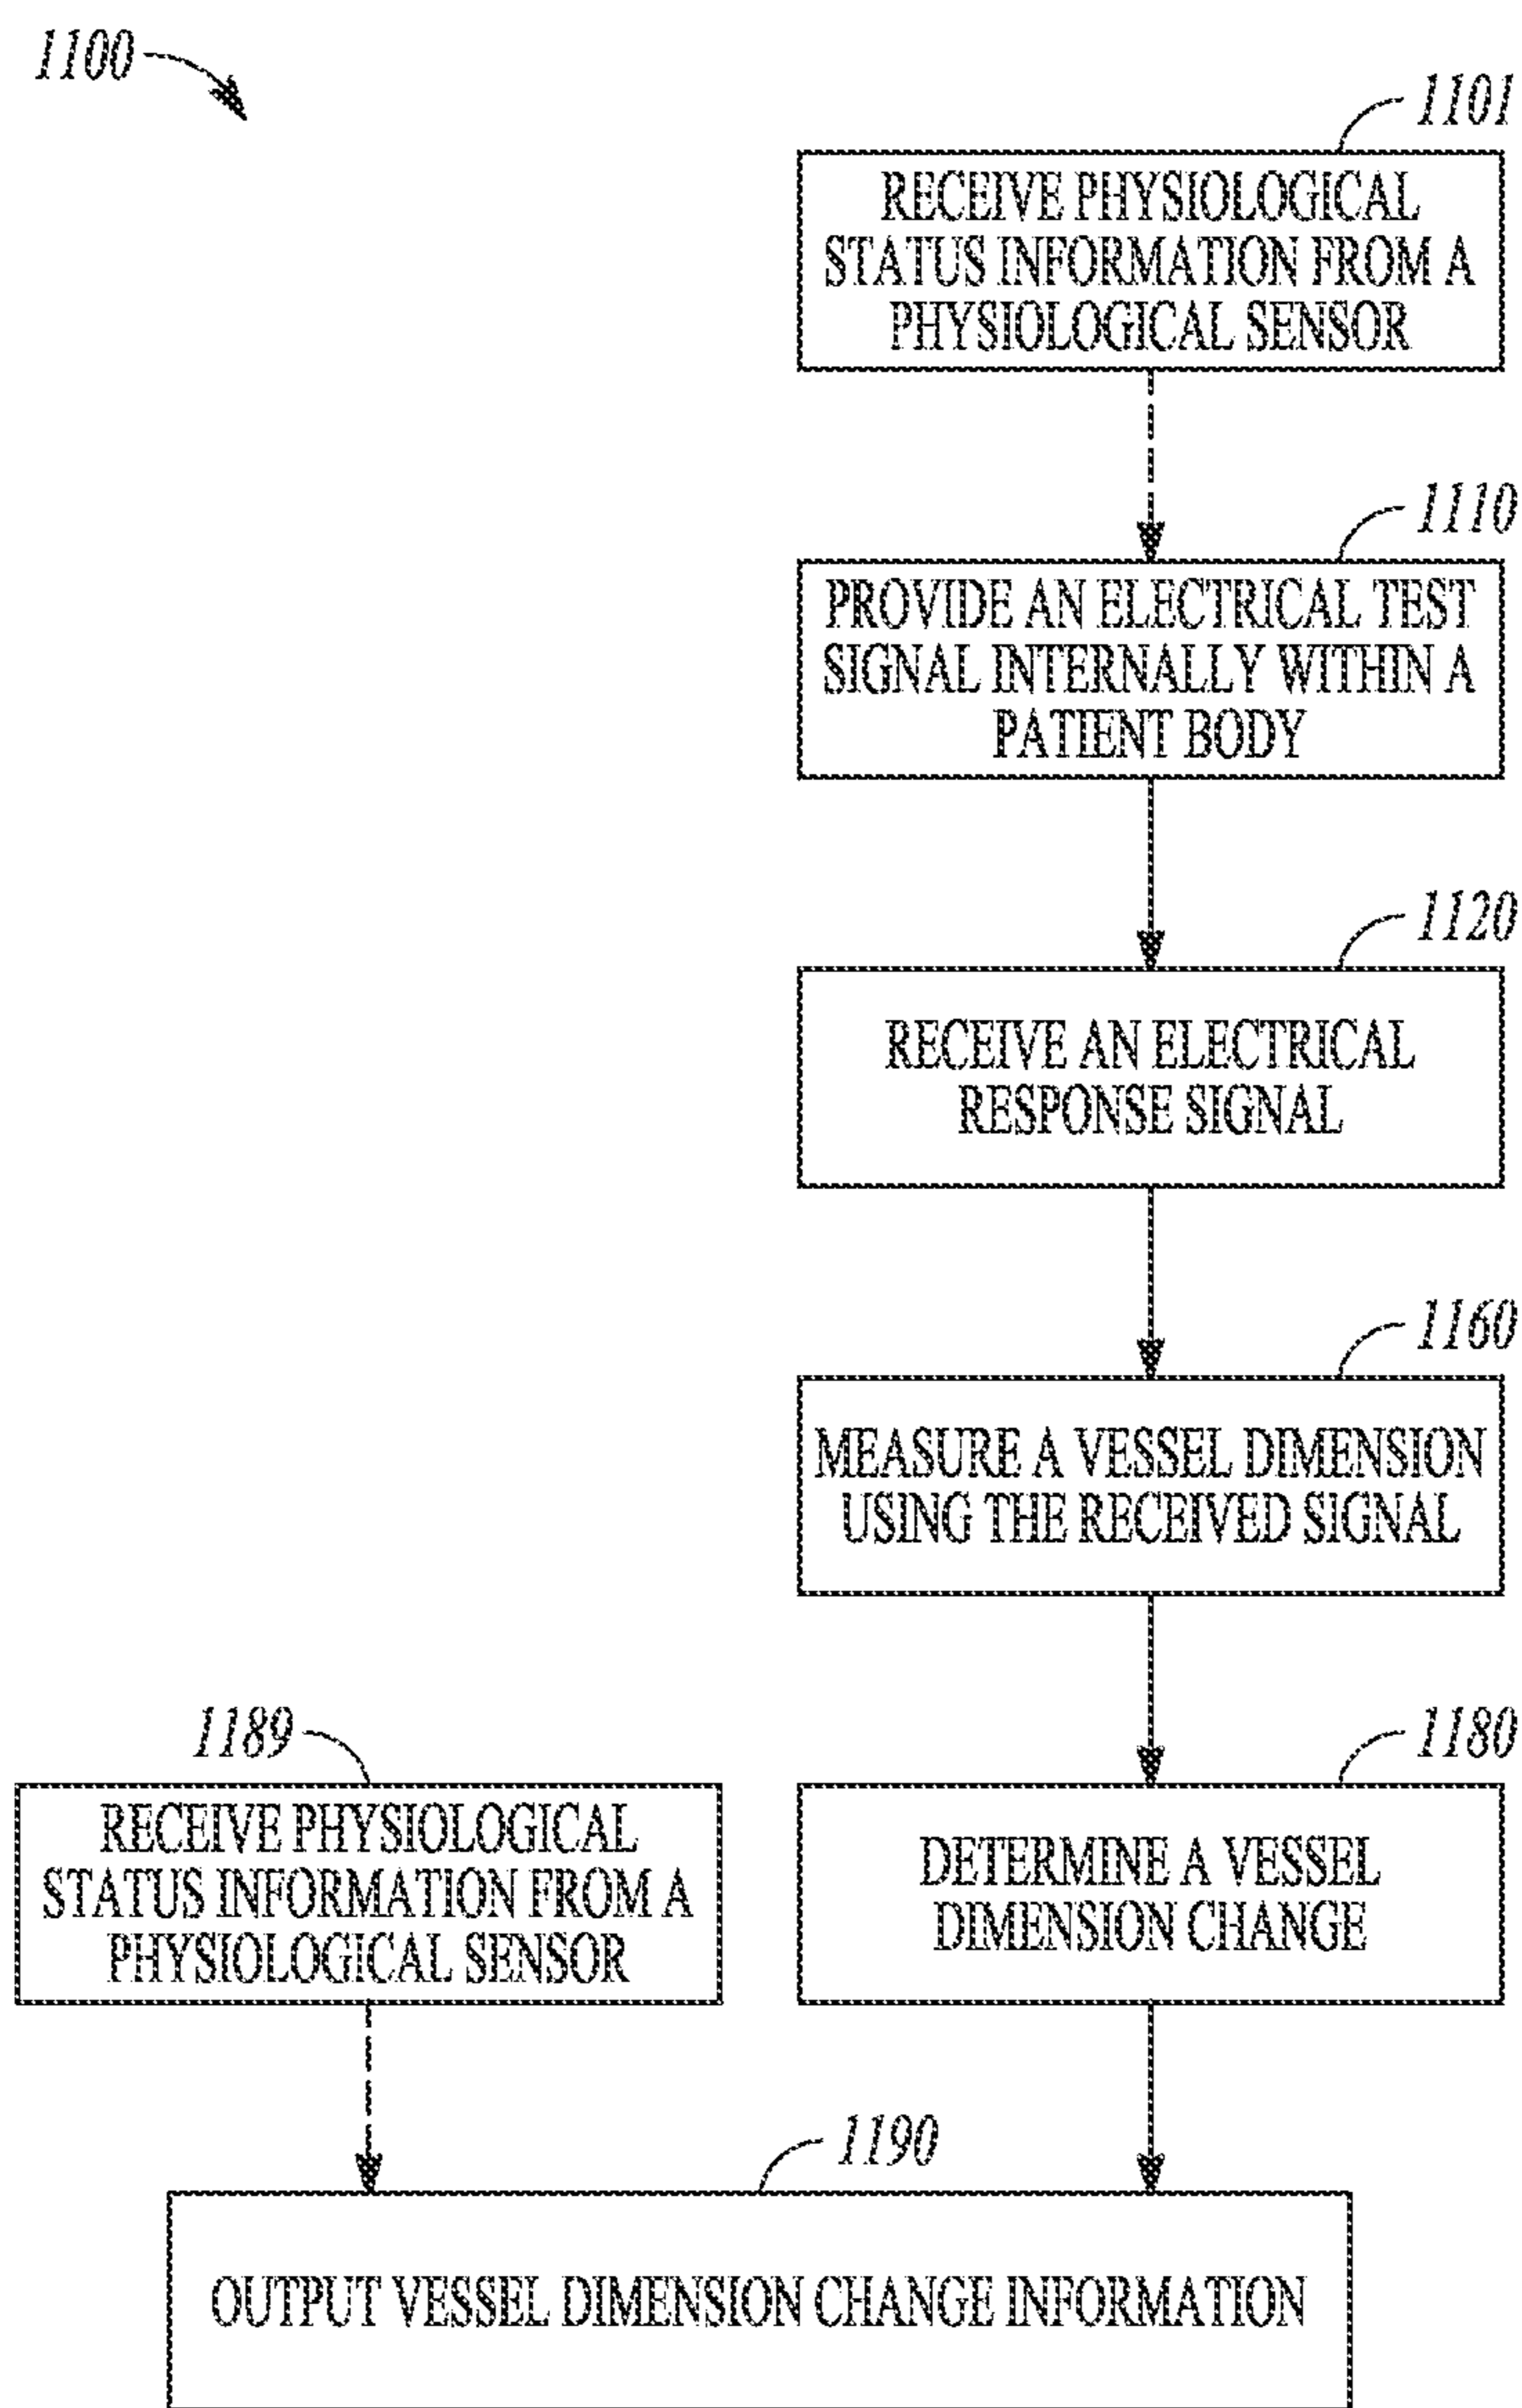 1100
1101
RECEIVE PHYSIOLOGICAL
STATUS INFORMATION FROM A
PHYSIOLOGICAL SENSOR
1110
PROVIDE AN ELECTRICAL TEST
SIGNAL INTERNALLY WITHIN A
PATIENT BODY
1120
RECEIVE AN ELECTRICAL
RESPONSE SIGNAL
1160
MEASURE A VESSEL DIMENSION
USING THE RECEIVED SIGNAL
1189
RECEIVE PHYSIOLOGICAL
STATUS INFORMATION FROM A
PHYSIOLOGICAL SENSOR
1180
DETERMINE A VESSEL
DIMENSION CHANGE
1190
OUTPUT VESSEL DIMENSION CHANGE INFORMATION